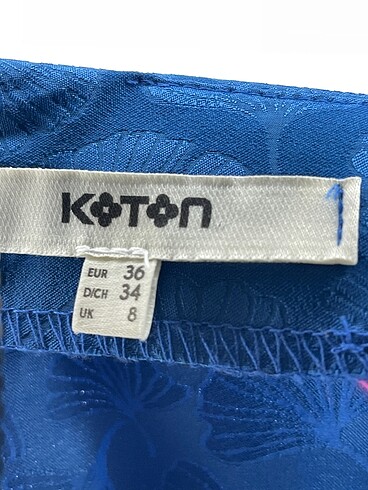 KOTON
EUR 36
D/CH 34
UK 8